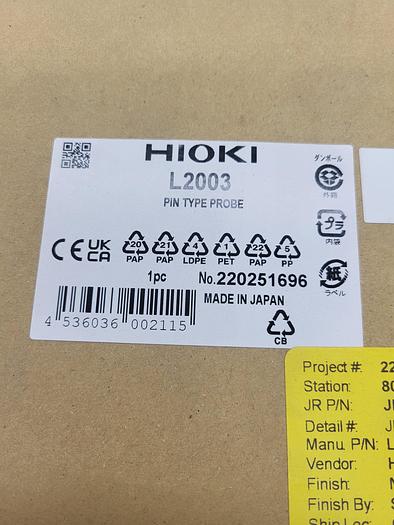 HIOKI
L2003
PIN TYPE PROBE
ダンボール
外箱
プラ
内袋
紙
ラベル
CE UK CA
20 PAP
21 PAP
4 LDPE
1 PET
22 PAP
5 PP
1pc
No.220251696
MADE IN JAPAN
4 536036 002115
CB
Project #: 22
Station: 80
JR P/N: J
Detail #: J
Manu. P/N: L
Vendor: H
Finish:
Finish By: S
Ship Loc: